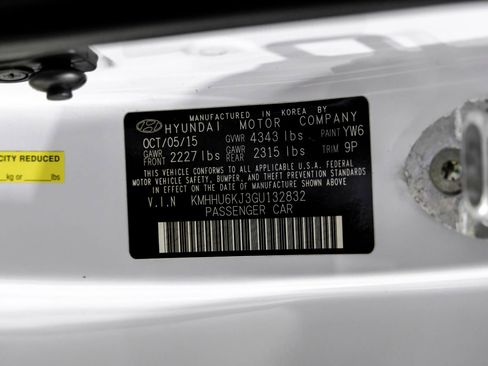 MANUFACTURED IN KOREA BY
HYUNDAI MOTOR COMPANY
OCT/05/15 GVWR 4343 lbs PAINT YW6
GAWR FRONT 2227 lbs GAWR REAR 2315 lbs TRIM 9P
THIS VEHICLE CONFORMS TO ALL APPLICABLE U.S.A. FEDERAL
MOTOR VEHICLE SAFETY, BUMPER, AND THEFT PREVENTION STANDARDS
IN EFFECT ON THE DATE OF MANUFACTURE SHOWN ABOVE.
V.I.N KMHHU6KJ3GU132832
PASSENGER CAR
CITY REDUCED
kg or lbs